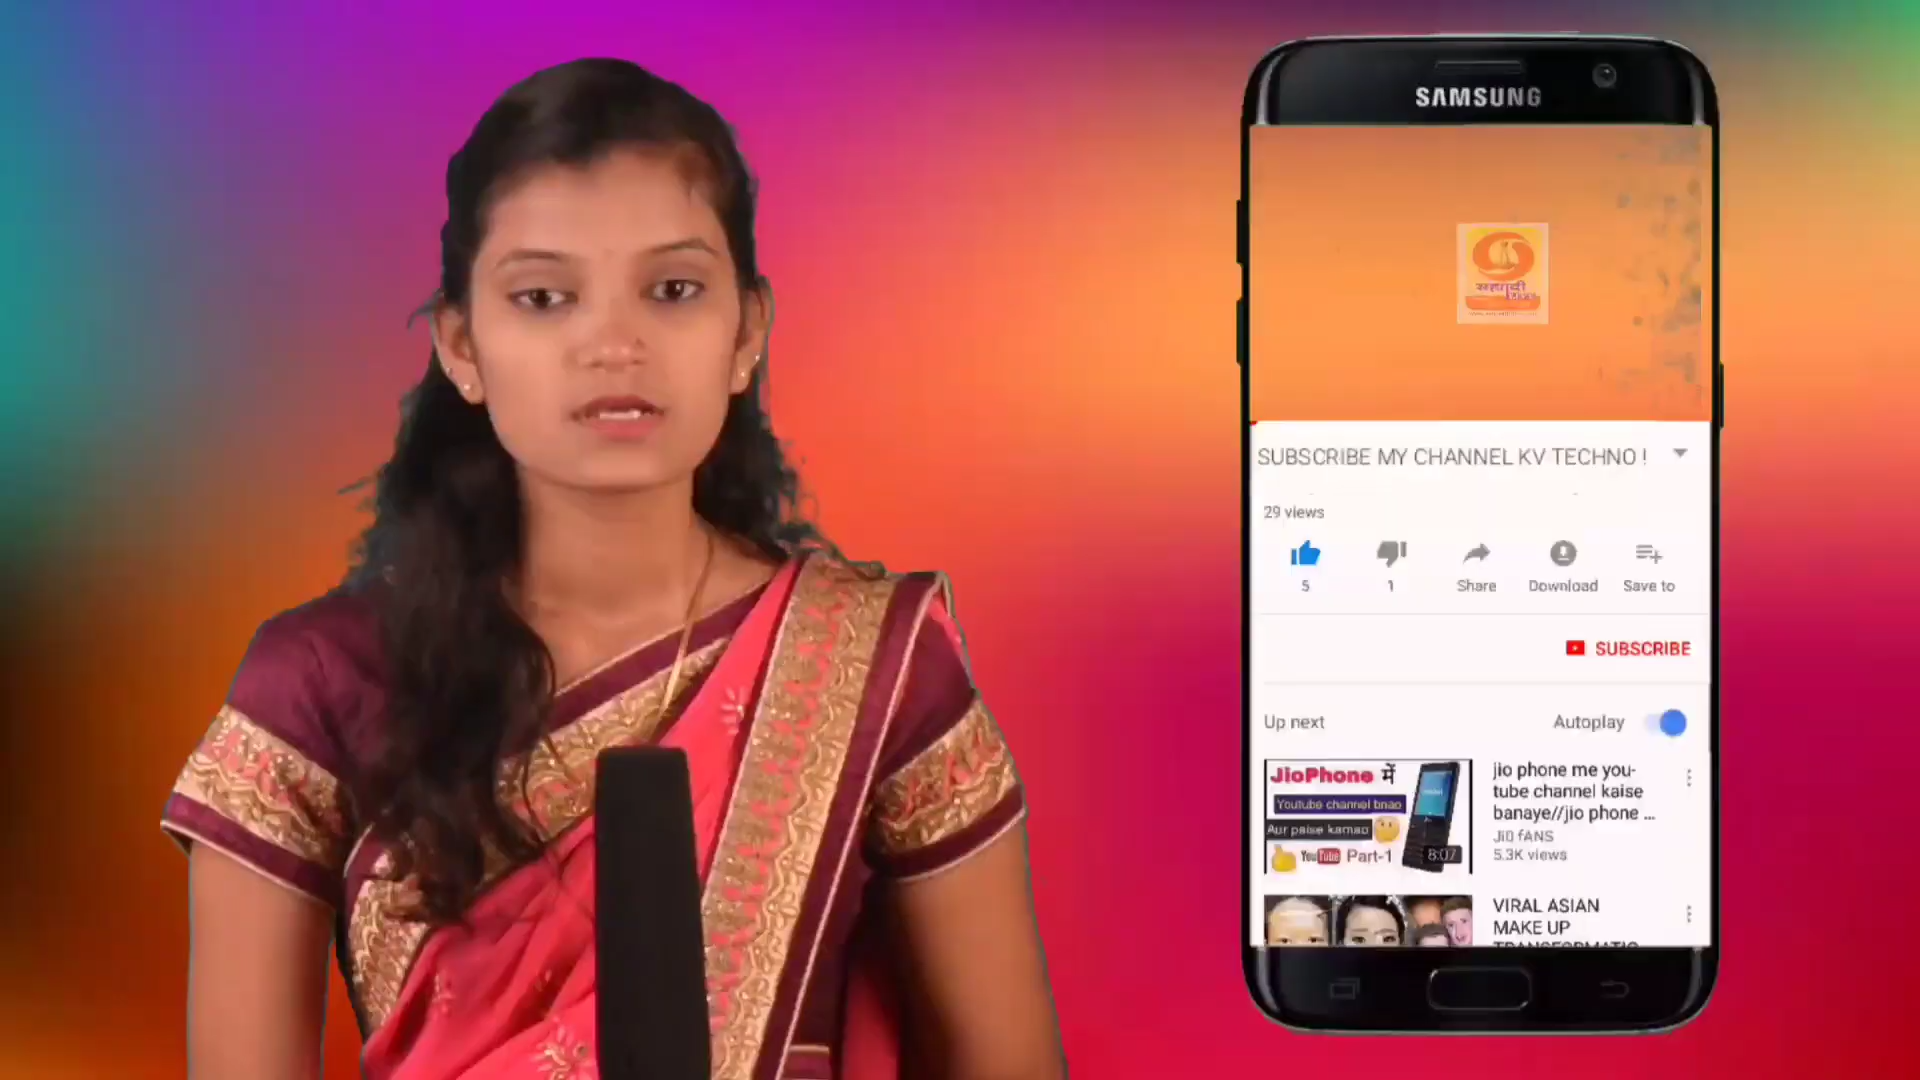 SAMSUNG
SUBSCRIBE MY CHANNEL KV TECHNO !
29 views
5
1
Share
Download
Save to
SUBSCRIBE
Up next
Autoplay
JioPhone में
Youtube channel bnao
Aur paise kamao
YouTube Part-1
8:07
jio phone me you-
tube channel kaise
banaye//jio phone ...
JiO fANS
5.3K views
VIRAL ASIAN
MAKE UP